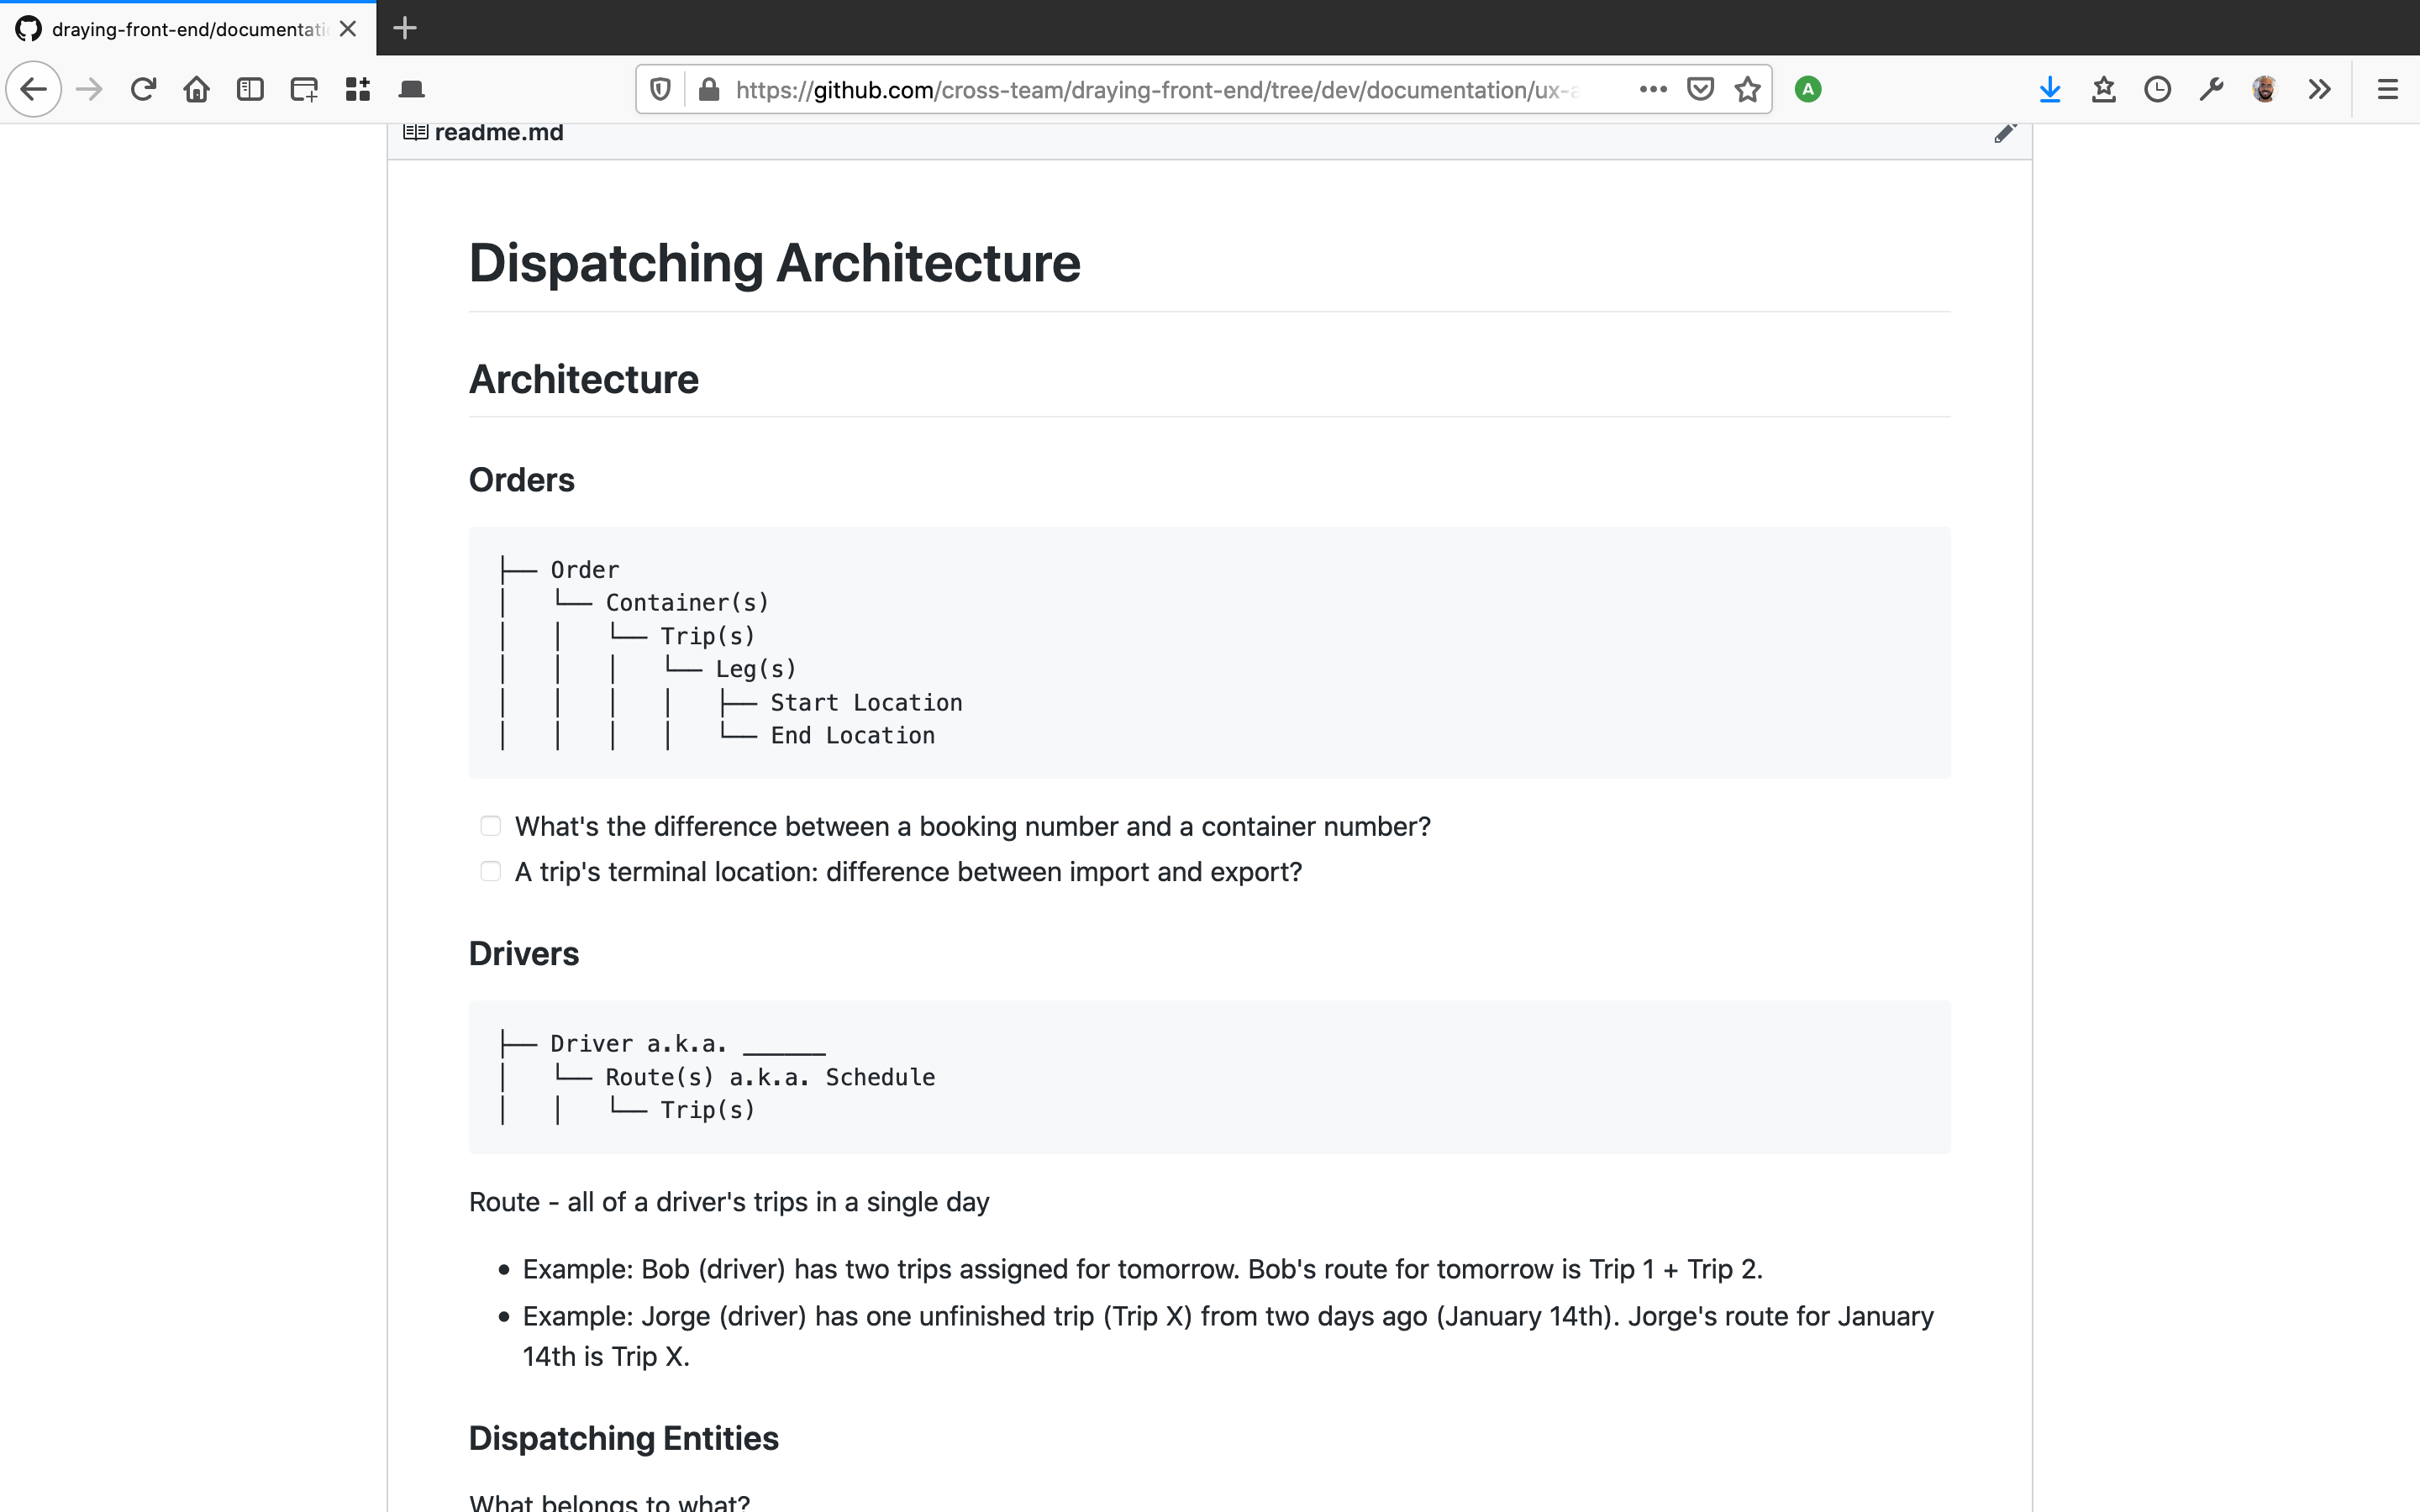 draying-front-end/documentati
https://github.com/cross-team/draying-front-end/tree/dev/documentation/ux-a
A
readme.md
Dispatching Architecture
Architecture
Orders
├── Order
│   └── Container(s)
│   │   └── Trip(s)
│   │   │   └── Leg(s)
│   │   │   │   ├── Start Location
│   │   │   │   └── End Location
What's the difference between a booking number and a container number?
A trip's terminal location: difference between import and export?
Drivers
├── Driver a.k.a. ______
│   └── Route(s) a.k.a. Schedule
│   │   └── Trip(s)
Route - all of a driver's trips in a single day
• Example: Bob (driver) has two trips assigned for tomorrow. Bob's route for tomorrow is Trip 1 + Trip 2.
• Example: Jorge (driver) has one unfinished trip (Trip X) from two days ago (January 14th). Jorge's route for January
14th is Trip X.
Dispatching Entities
What belongs to what?